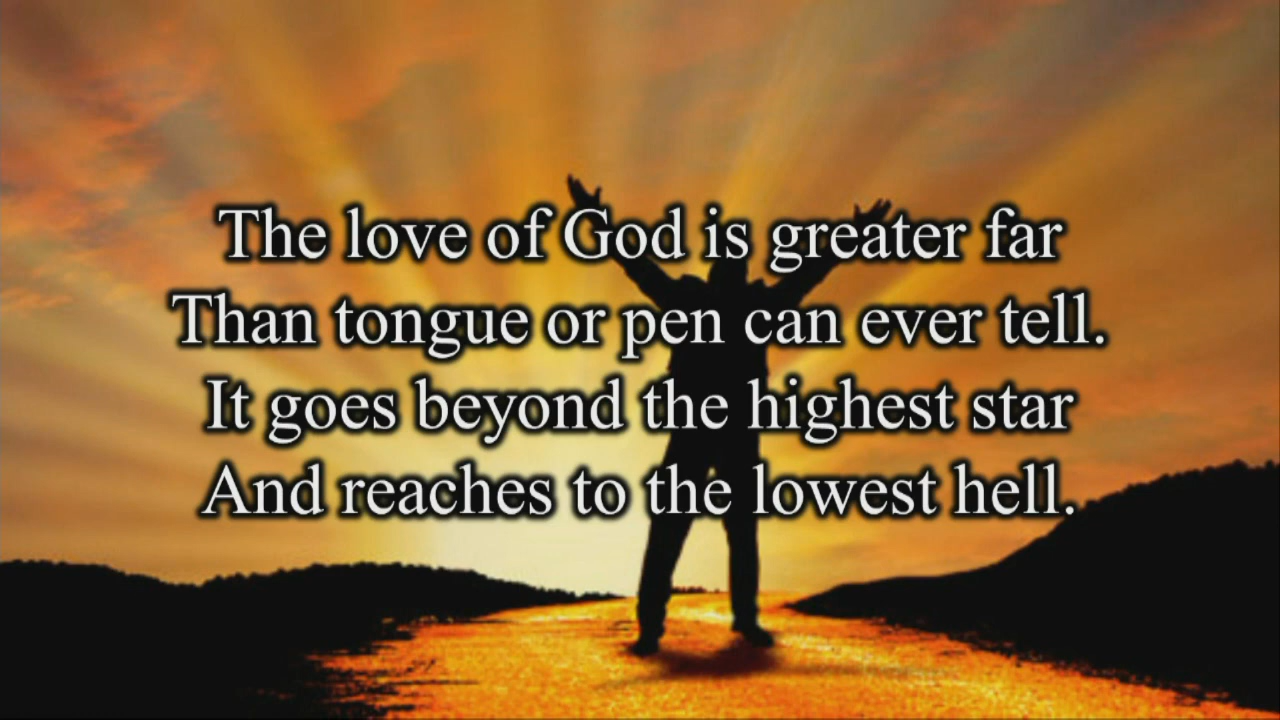 The love of God is greater far
Than tongue or pen can ever tell.
It goes beyond the highest star
And reaches to the lowest hell.